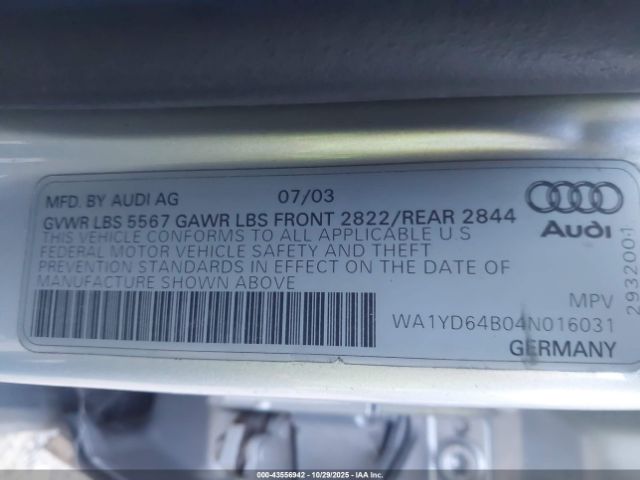 MFD. BY AUDI AG 07/03
GVWR LBS 5567 GAWR LBS FRONT 2822/REAR 2844
THIS VEHICLE CONFORMS TO ALL APPLICABLE U.S
FEDERAL MOTOR VEHICLE SAFETY AND THEFT
PREVENTION STANDARDS IN EFFECT ON THE DATE OF
MANUFACTURE SHOWN ABOVE
Audi
2932001
MPV
WA1YD64B04N016031
GERMANY
000-43556942 - 10/29/2025 - IAA Inc.